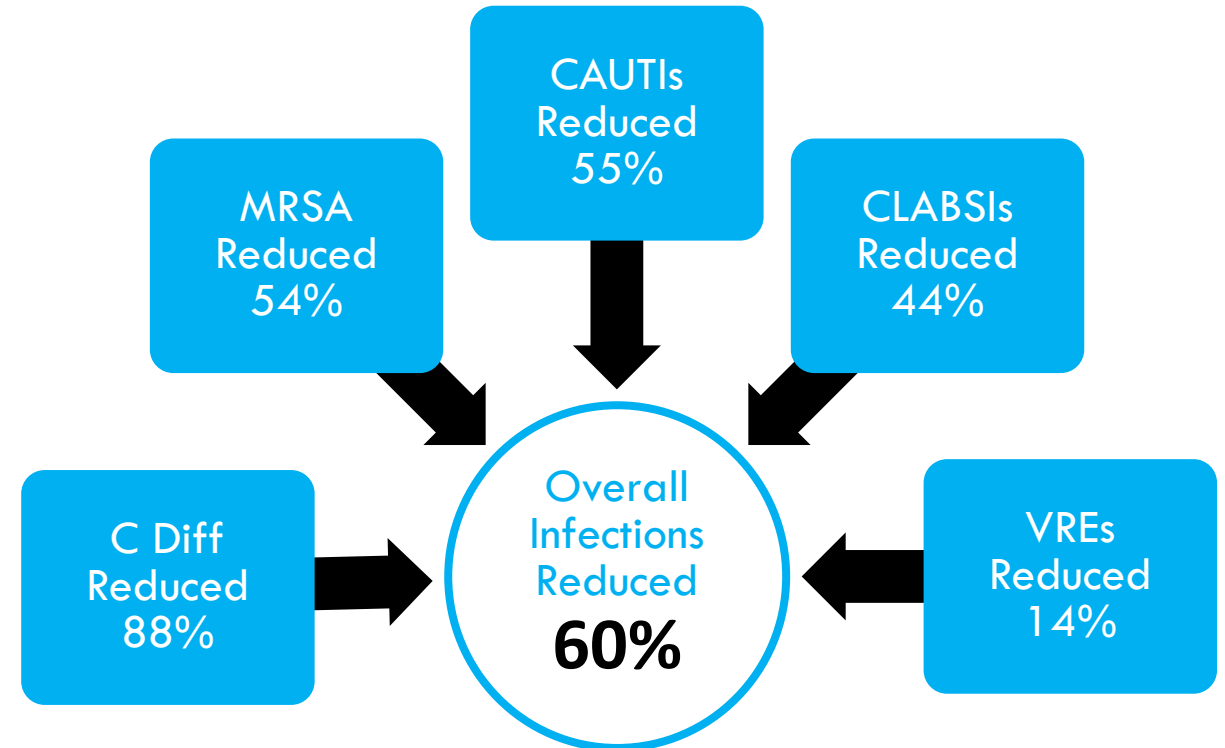 CAUTIs
Reduced
55%
MRSA
Reduced
54%
CLABSIs
Reduced
44%
C Diff
Reduced
88%
Overall
Infections
Reduced
60%
VREs
Reduced
14%